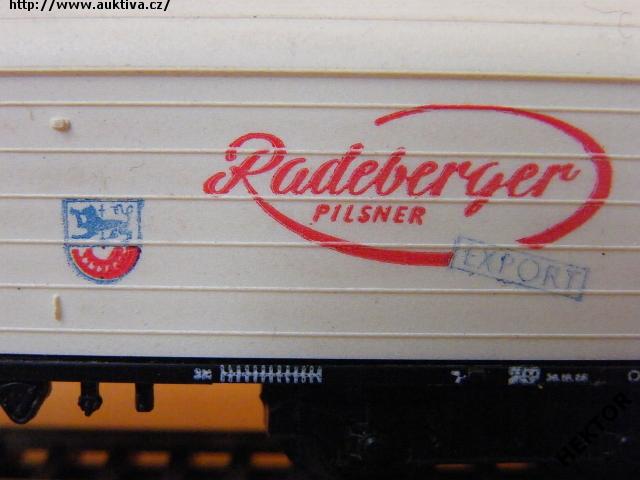 http://www.auktiva.cz/
Radeberger
PILSNER
EXPORT
HEKTOR